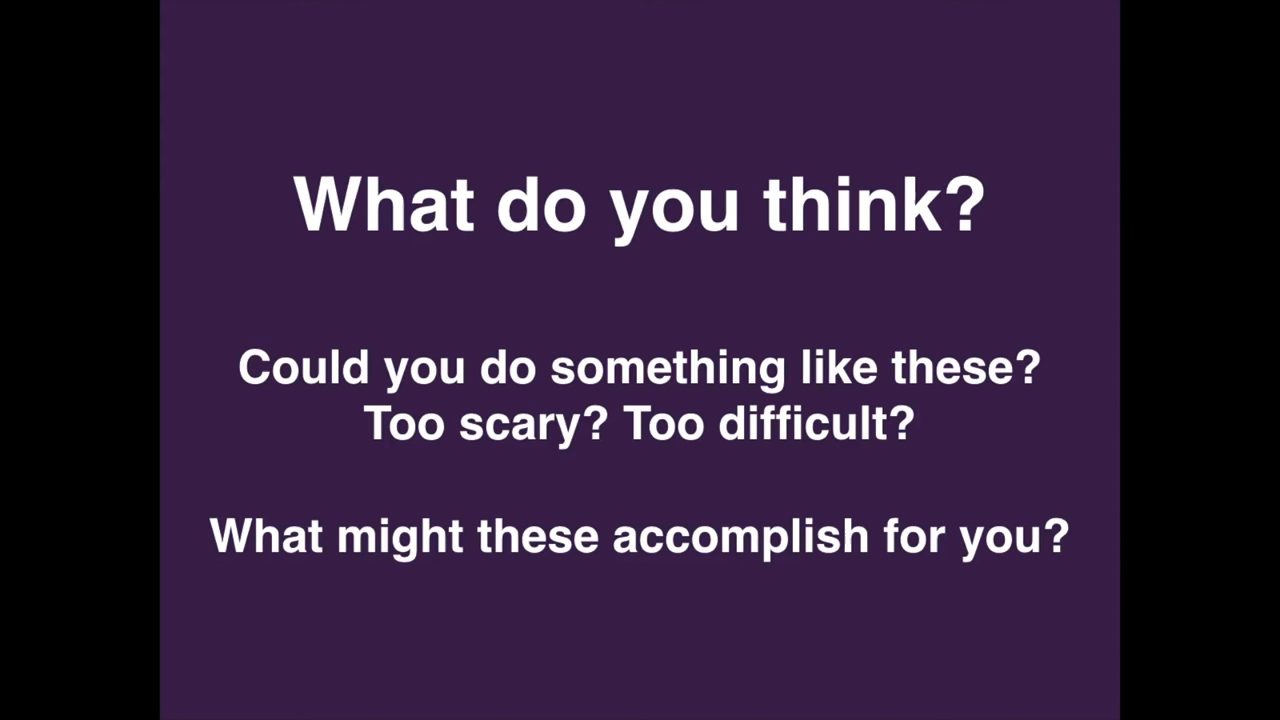 What do you think?
Could you do something like these?
Too scary? Too difficult?
What might these accomplish for you?